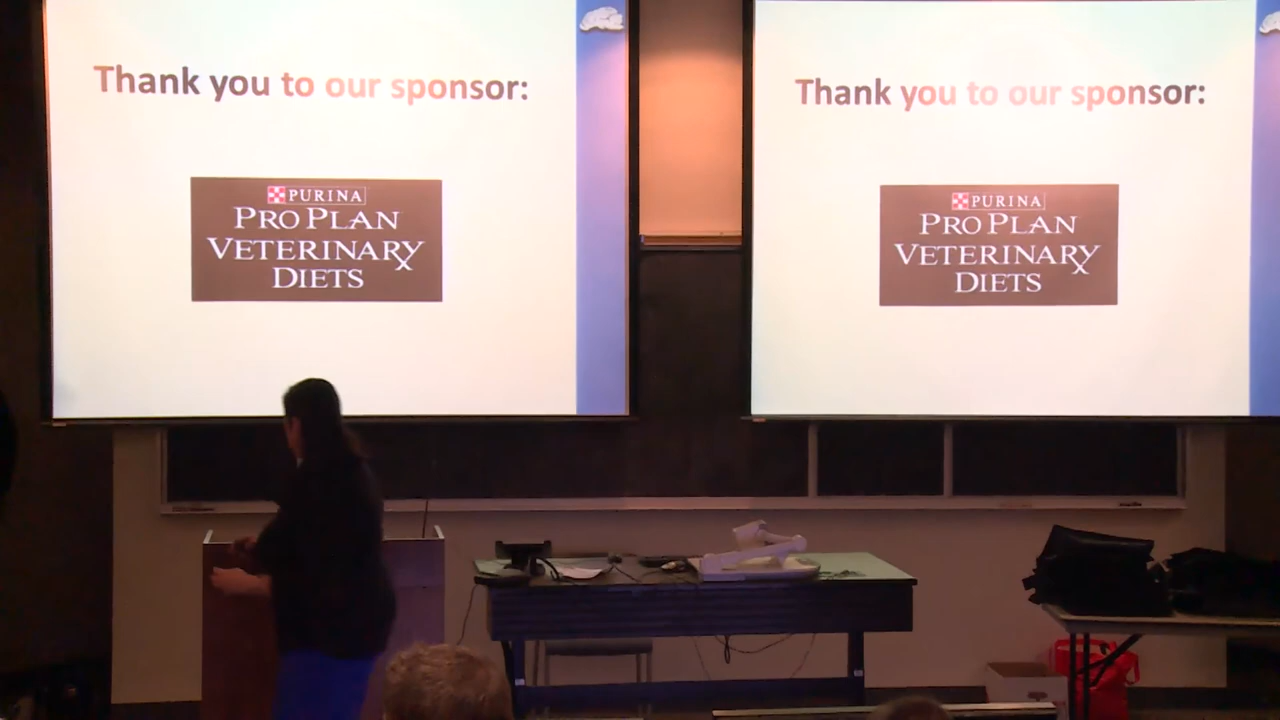 Thank you to our sponsor:
PURINA
PRO PLAN
VETERINARY
DIETS
Thank you to our sponsor:
PURINA
PRO PLAN
VETERINARY
DIETS